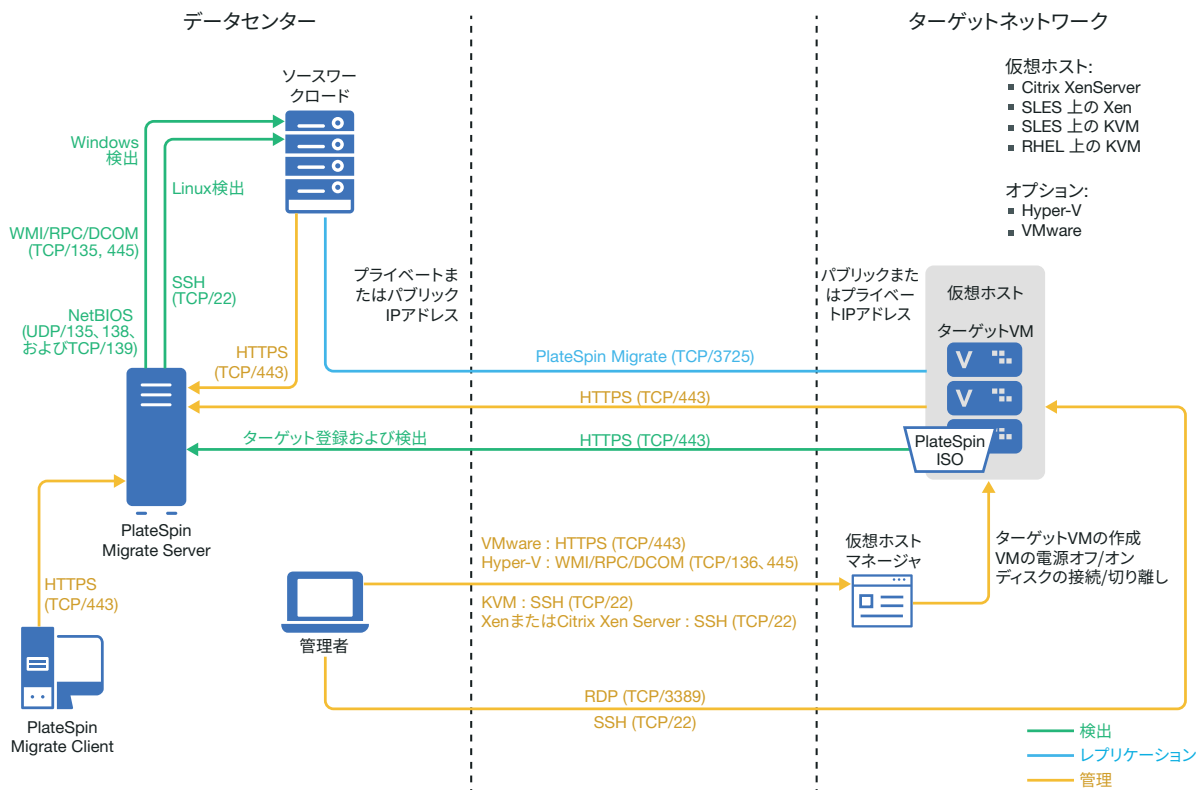 データセンター
ターゲットネットワーク
仮想ホスト:
▪ Citrix XenServer
▪ SLES 上の Xen
▪ SLES 上の KVM
▪ RHEL 上の KVM
オプション:
▪ Hyper-V
▪ VMware
ソースワー
クロード
Windows
検出
Linux検出
WMI/RPC/DCOM
(TCP/135, 445)
SSH
(TCP/22)
NetBIOS
(UDP/135、138、
およびTCP/139)
HTTPS
(TCP/443)
プライベートま
たはパブリック
IPアドレス
パブリックまた
はプライベー
トIPアドレス
仮想ホスト
ターゲットVM
V
V
PlateSpin
ISO
PlateSpin Migrate (TCP/3725)
HTTPS (TCP/443)
ターゲット登録および検出
HTTPS (TCP/443)
PlateSpin
Migrate Server
HTTPS
(TCP/443)
PlateSpin
Migrate Client
管理者
VMware : HTTPS (TCP/443)
Hyper-V : WMI/RPC/DCOM (TCP/136、445)
KVM : SSH (TCP/22)
XenまたはCitrix Xen Server : SSH (TCP/22)
仮想ホスト
マネージャ
ターゲットVMの作成
VMの電源オフ/オン
ディスクの接続/切り離し
RDP (TCP/3389)
SSH (TCP/22)
検出
レプリケーション
管理